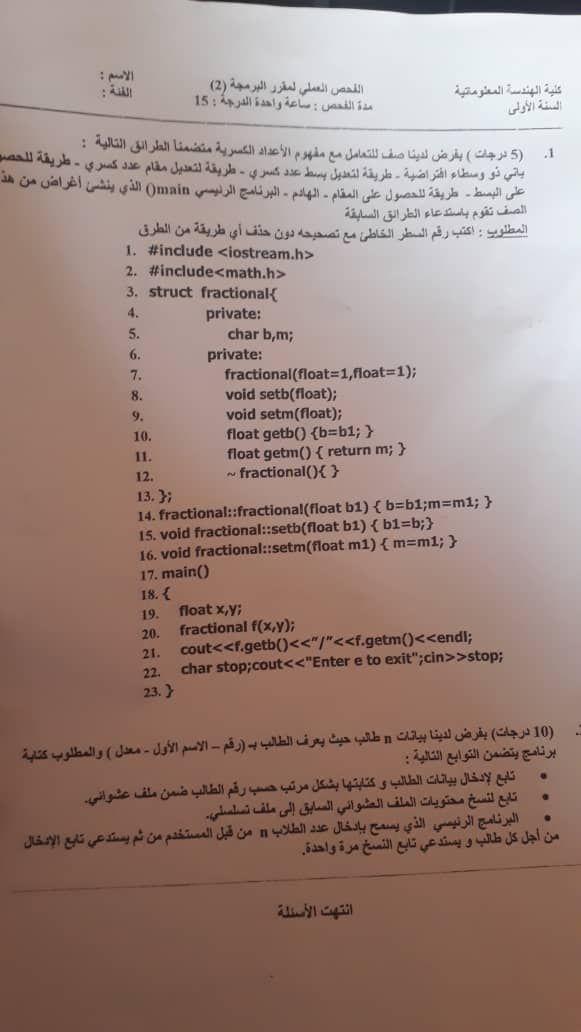 كلية الهندسة المعلوماتية
السنة الأولى
الفحص العملي لمقرر البرمجة (2)
مدة الفحص : ساعة واحدة الدرجة : 15
الاسم :
الفئة :
1. (5 درجات) بفرض لدينا صف للتعامل مع مفهوم الأعداد الكسرية متضمناً الطرائق التالية :
باني ذو وسطاء افتراضية - طريقة لتعديل بسط عدد كسري - طريقة لتعديل مقام عدد كسري - طريقة
على البسط - طريقة للحصول على المقام - الهادم - البرنامج الرئيسي main() الذي ينشئ أغراض من
الصف تقوم باستدعاء الطرائق السابقة
المطلوب : اكتب رقم السطر الخاطئ مع تصحيحه دون حذف أي طريقة من الطرق
1. #include <iostream.h>
2. #include<math.h>
3. struct fractional{
4. private:
5. char b,m;
6. private:
7. fractional(float=1,float=1);
8. void setb(float);
9. void setm(float);
10. float getb() {b=b1; }
11. float getm() { return m; }
12. ~ fractional(){ }
13. };
14. fractional::fractional(float b1) { b=b1;m=m1; }
15. void fractional::setb(float b1) { b1=b;}
16. void fractional::setm(float m1) { m=m1; }
17. main()
18. {
19. float x,y;
20. fractional f(x,y);
21. cout<<f.getb()<<"/"<<f.getm()<<endl;
22. char stop;cout<<"Enter e to exit";cin>>stop;
23. }
(10 درجات) بفرض لدينا بيانات n طالب حيث يعرف الطالب بـ (رقم – الاسم الأول - معدل ) والمطلوب كتابة
برنامج يتضمن التوابع التالية :
• تابع لإدخال بيانات الطالب و كتابتها بشكل مرتب حسب رقم الطالب ضمن ملف عشوائي.
• تابع لنسخ محتويات الملف العشوائي السابق إلى ملف تسلسلي.
• البرنامج الرئيسي الذي يسمح بإدخال عدد الطلاب n من قبل المستخدم من ثم يستدعي تابع الإدخال
من أجل كل طالب و يستدعي تابع النسخ مرة واحدة.
انتهت الأسئلة